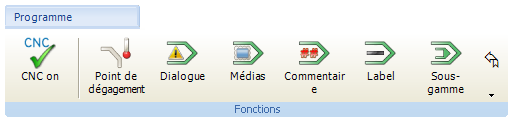 Programme
CNC
CNC on
Point de
dégagement
Dialogue
Médias
Commentair
e
Label
Sous-
gamme
Fonctions